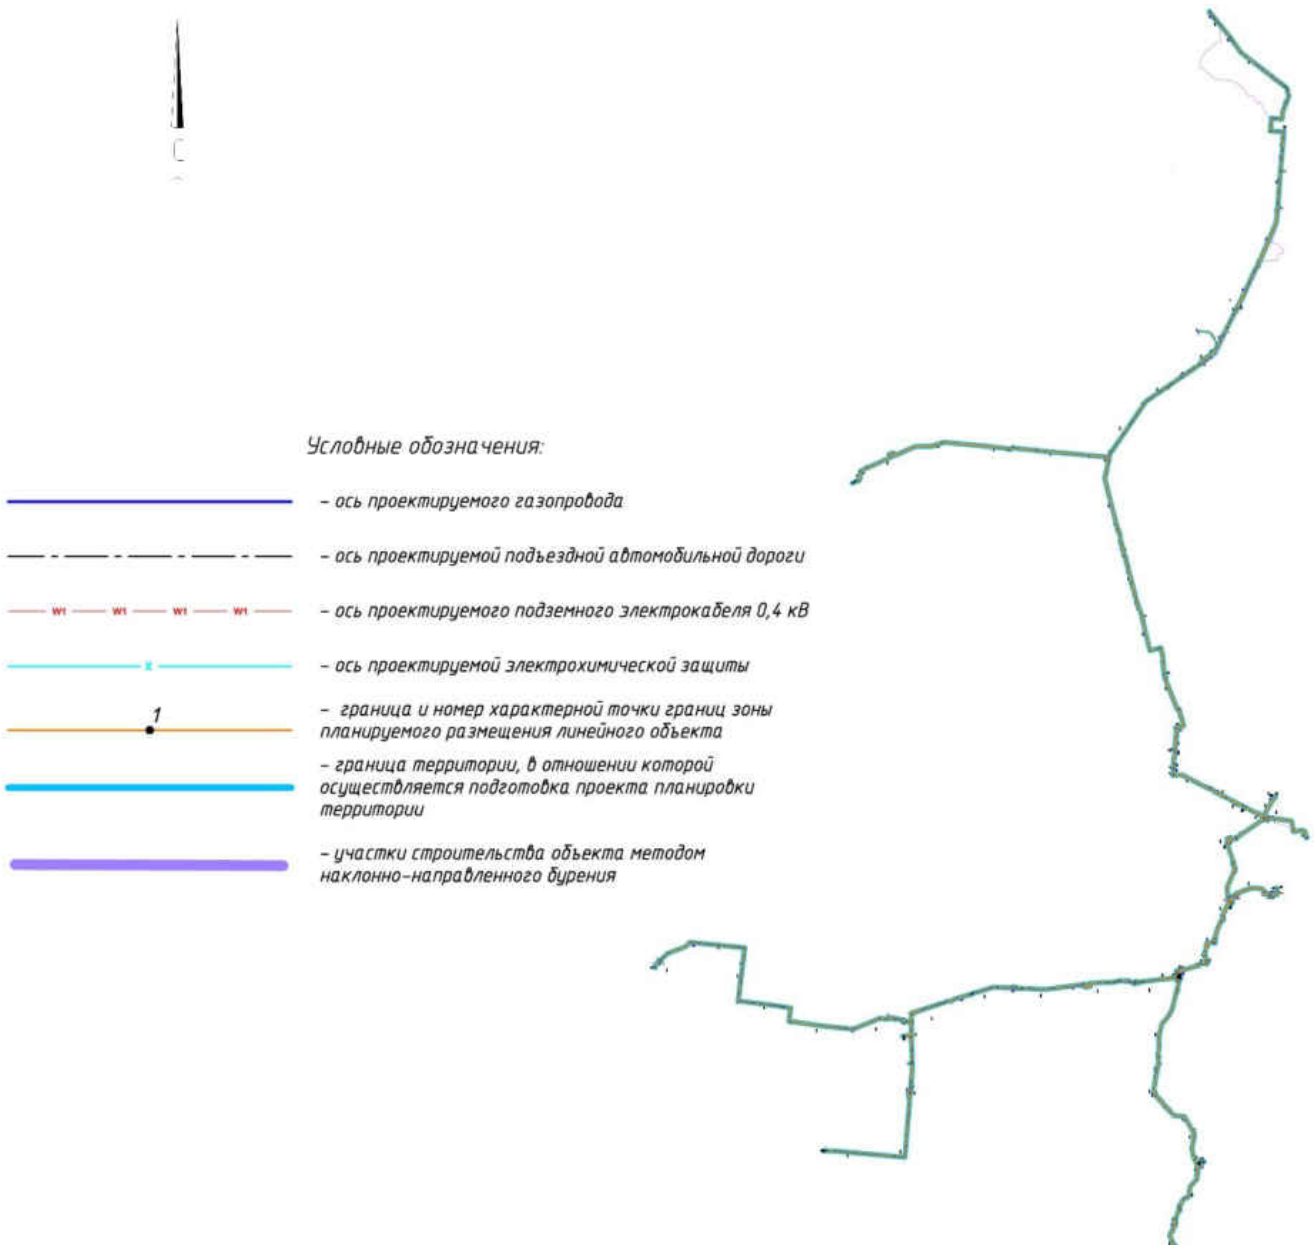 Условные обозначения:
- ось проектируемого газопровода
- ось проектируемой подъездной автомобильной дороги
W1 W1 W1 W1
- ось проектируемого подземного электрокабеля 0,4 кВ
- ось проектируемой электрохимической защиты
1
- граница и номер характерной точки границ зоны
планируемого размещения линейного объекта
- граница территории, в отношении которой
осуществляется подготовка проекта планировки
территории
- участки строительства объекта методом
наклонно-направленного бурения